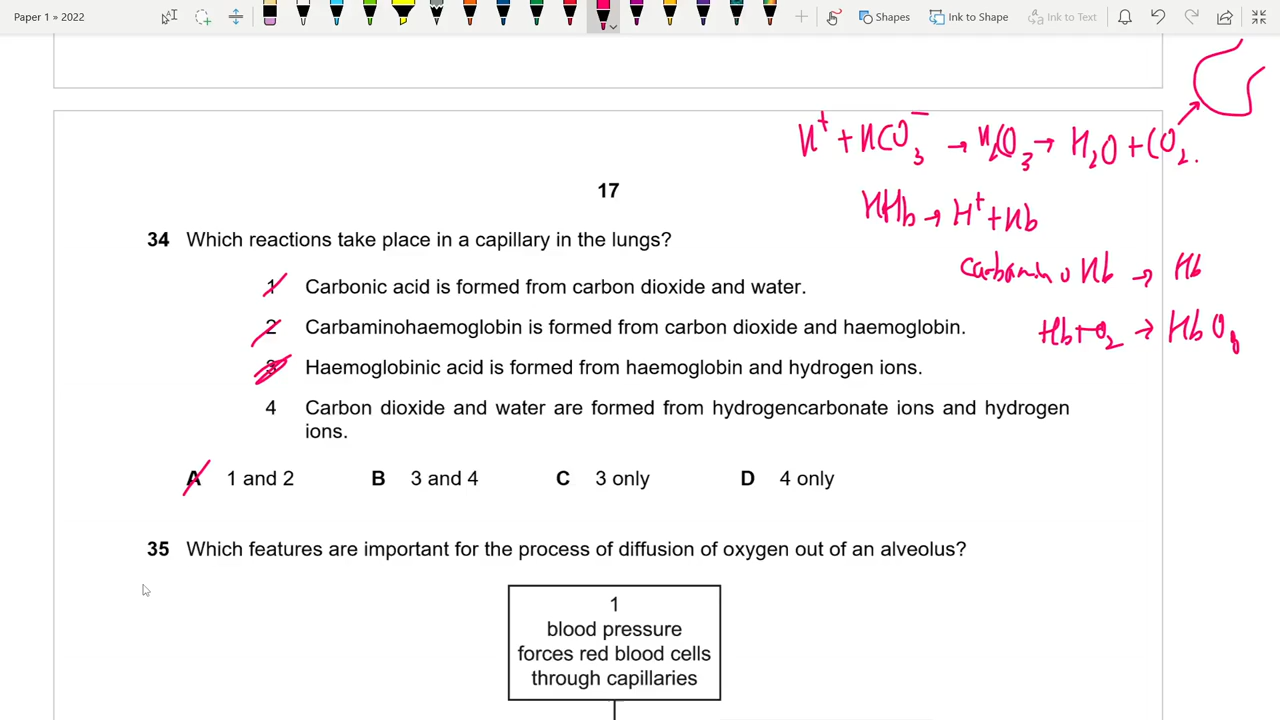 Paper 1 » 2022
Shapes
Ink to Shape
Ink to Text
H⁺ + HCO₃⁻ → H₂CO₃ → H₂O + CO₂.
17
HHb → H⁺ + Hb
34 Which reactions take place in a capillary in the lungs?
carbamino Hb → Hb
1 Carbonic acid is formed from carbon dioxide and water.
2 Carbaminohaemoglobin is formed from carbon dioxide and haemoglobin.
Hb + O₂ → HbO₈
3 Haemoglobinic acid is formed from haemoglobin and hydrogen ions.
4 Carbon dioxide and water are formed from hydrogencarbonate ions and hydrogen
ions.
A 1 and 2 B 3 and 4 C 3 only D 4 only
35 Which features are important for the process of diffusion of oxygen out of an alveolus?
1
blood pressure
forces red blood cells
through capillaries